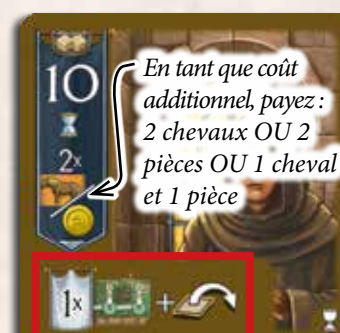 10
2x
En tant que coût
additionnel, payez :
2 chevaux OU 2
pièces OU 1 cheval
et 1 pièce
1x
+